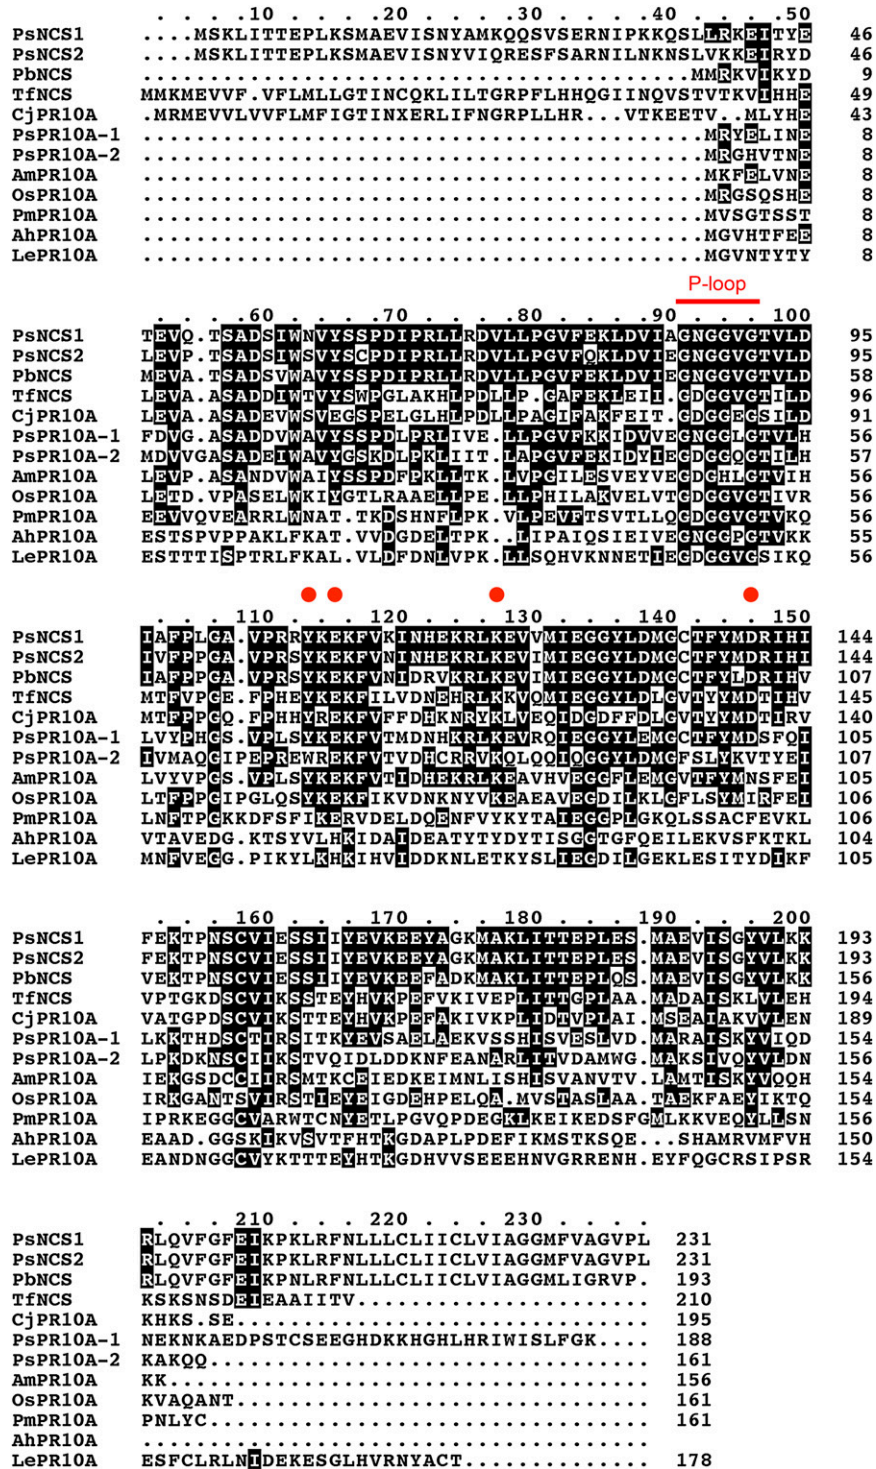 . . .10 . . .20 . . .30 . . .40 . . .50
PsNCS1 ....MSKLITTEPLKSMAEVISNYAMKQQSVSERNIPKKQSLLRKEITYE 46
PsNCS2 ....MSKLITTEPLKSMAEVISNYVIQRESFSARNILNKNSLVKKEIRYD 46
PbNCS .........................................MMRKVIKYD 9
TfNCS MMKMEVVF.VFLMLLGTINCQKLILTGRPFLHHQGIINQVSTVTKVIHHE 49
CjPR10A .MRMEVVLVVFLMFIGTINXERLIFNGRPLLHR...VTKEETV..MLYHE 43
PsPR10A-1 ..........................................MRYELINE 8
PsPR10A-2 ..........................................MRGHVTNE 8
AmPR10A ..........................................MKFELVNE 8
OsPR10A ..........................................MRGSQSHE 8
PmPR10A ..........................................MVSGTSST 8
AhPR10A ..........................................MGVHTFEE 8
LePR10A ..........................................MGVNTYTY 8
P-loop
. . . .60 . . . .70 . . . .80 . . . .90 . . . 100
PsNCS1 TEVQ.TSADSIWNVYSSPDIPRLLRDVLLPGVFEKLDVIAGNGGVGTVLD 95
PsNCS2 LEVP.TSADSIWSVYSCPDIPRLLRDVLLPGVFQKLDVIEGNGGVGTVLD 95
PbNCS MEVA.TSADSVWAVYSSPDIPRLLRDVLLPGVFEKLDVIEGNGGVGTVLD 58
TfNCS LEVA.ASADDIWTVYSWPGLAKHLPDLLP.GAFEKLEIIG.DGGVGTILD 96
CjPR10A LEVA.ASADEVWSVEGSPELGLHLPDLLPAGIFAKFEIT.GDGGEGSILD 91
PsPR10A-1 FDVG.ASADDVWAVYSSPDLPRLIVE.LLPGVFKKIDVVEGNGGLGTVLH 56
PsPR10A-2 MDVVGASADEIWAVYGSKDLPKLIIT.LAPGVFEKIDYIEGDGGQGTILH 57
AmPR10A LEVP.ASANDVWAIYSSPDFPKLLTK.LVPGILESVEYVEGDGHLGTVIH 56
OsPR10A LETD.VPASELWKIYGTLRAAELLPE.LLPHILAKVELVTGDGGVGTIVR 56
PmPR10A EEVVQVEARRLWNAT.TKDSHNFLPK.VLPEVFTSVTLLQGDGGVGTVKQ 56
AhPR10A ESTSPVPPAKLFKAT.VVDGDELTPK..LIPAIQSIEIVEGNGGPGTVKK 55
LePR10A ESTTTISPTRLFKAL.VLDFDNLVPK.LLSQHVKNNETIEGDGGVGSIKQ 56
. . . .110 . . . .120 . . . .130 . . . .140 . . . .150
PsNCS1 IAFPLGA.VPRRYKEKFVKINHEKRLKEVVMIEGGYLDMGCTFYMDRIHI 144
PsNCS2 IVFPPGA.VPRSYKEKFVNINHEKRLKEVIMIEGGYLDMGCTFYMDRIHI 144
PbNCS IAFPPGA.VPRRYKEKFVNIDRVKRLKEVIMIEGGYLDMGCTFYLDRIHV 107
TfNCS MTFVPGE.FPHEYKEKFILVDNEHRLKKVQMIEGGYLDLGVTYYMDTIHV 145
CjPR10A MTFPPGQ.FPHHYREKFVFFDHKNRYKLVEQIDGDFFDLGVTYYMDTIRV 140
PsPR10A-1 LVYPHGS.VPLSYKEKFVTMDNHKRLKEVRQIEGGYLEMGCTFYMDSFQI 105
PsPR10A-2 IVMAQGIPEPREWREKFVTVDHCRRVKQLQQIQGGYLDMGFSLYKVTYEI 107
AmPR10A LVYVPGS.VPLSYKEKFVTIDHEKRLKEAVHVEGGFLEMGVTFYMNSFEI 105
OsPR10A LTFPPGIPGLQSYKEKFIKVDNKNYVKEAEAVEGDILKLGFLSYMIRFEI 106
PmPR10A LNFTPGKKDFSFIKERVDELDQENFVYKYTAIEGGPLGKQLSSACFEVKL 106
AhPR10A VTAVEDG.KTSYVLHKIDAIDEATYTYDYTISGGTGFQEILEKVSFKTKL 104
LePR10A MNFVEGG.PIKYLKHKIHVIDDKNLETKYSLIEGDILGEKLESITYDIKF 105
. . . .160 . . . .170 . . . .180 . . . .190 . . . .200
PsNCS1 FEKTPNSCVIESSIIYEVKEEYAGKMAKLITTEPLES.MAEVISGYVLKK 193
PsNCS2 FEKTPNSCVIESSIIYEVKEEYAGKMAKLITTEPLES.MAEVISGYVLKK 193
PbNCS VEKTPNSCVIESSIIYEVKEEFADKMAKLITTEPLQS.MAEVISGYVLKK 156
TfNCS VPTGKDSCVIKSSTEYHVKPEFVKIVEPLITTGPLAA.MADAISKLVLEH 194
CjPR10A VATGPDSCVIKSTTEYHVKPEFAKIVKPLIDTVPLAI.MSEAIAKVVLEN 189
PsPR10A-1 LKKTHDSCTIRSITKYEVSAELAEKVSSHISVESLVD.MARAISKYVIQD 154
PsPR10A-2 LPKDKNSCIIKSTVQIDLDDKNFEANARLITVDAMWG.MAKSIVQYVLDN 156
AmPR10A IEKGSDCCIIRSMTKCEIEDKEIMNLISHISVANVTV.LAMTISKYVQQH 154
OsPR10A IRKGANTSVIRSTIEYEIGDEHPELQA.MVSTASLAA.TAEKFAEYIKTQ 154
PmPR10A IPRKEGGCVARWTCNYETLPGVQPDEGKLKEIKEDSFGMLKKVEQYLLSN 156
AhPR10A EAAD.GGSKIKVSVTFHTKGDAPLPDEFIKMSTKSQE...SHAMRVMFVH 150
LePR10A EANDNGGCVYKTTTEYHTKGDHVVSEEEHNVGRRENH.EYFQGCRSIPSR 154
. . . .210 . . . .220 . . . .230 . . . .
PsNCS1 RLQVFGFEIKPKLRFNLLLCLIICLVIAGGMFVAGVPL 231
PsNCS2 RLQVFGFEIKPKLRFNLLLCLIICLVIAGGMFVAGVPL 231
PbNCS RLQVFGFEIKPNLRFNLLLCLIICLVIAGGMLIGRVP. 193
TfNCS KSKSNSDEIEAAIITV...................... 210
CjPR10A KHKS.SE............................... 195
PsPR10A-1 NEKNKAEDPSTCSEEGHDKKHGHLHRIWISLFGK.... 188
PsPR10A-2 KAKQQ................................. 161
AmPR10A KK.................................... 156
OsPR10A KVAQANT............................... 161
PmPR10A PNLYC................................. 161
AhPR10A ......................................
LePR10A ESFCLRLNIDEKESGLHVRNYACT.............. 178